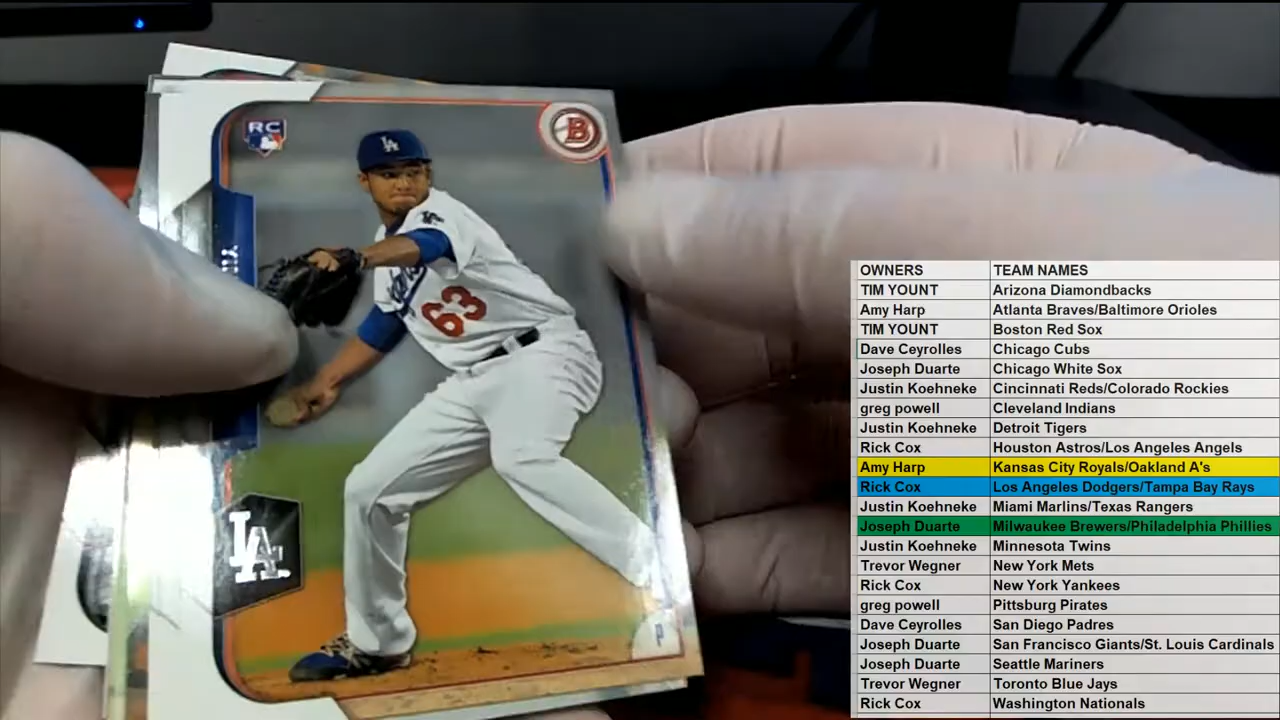 RC
B
LA
LA
63
LA
P
OWNERS TEAM NAMES
TIM YOUNT Arizona Diamondbacks
Amy Harp Atlanta Braves/Baltimore Orioles
TIM YOUNT Boston Red Sox
Dave Ceyrolles Chicago Cubs
Joseph Duarte Chicago White Sox
Justin Koehneke Cincinnati Reds/Colorado Rockies
greg powell Cleveland Indians
Justin Koehneke Detroit Tigers
Rick Cox Houston Astros/Los Angeles Angels
Amy Harp Kansas City Royals/Oakland A's
Rick Cox Los Angeles Dodgers/Tampa Bay Rays
Justin Koehneke Miami Marlins/Texas Rangers
Joseph Duarte Milwaukee Brewers/Philadelphia Phillies
Justin Koehneke Minnesota Twins
Trevor Wegner New York Mets
Rick Cox New York Yankees
greg powell Pittsburg Pirates
Dave Ceyrolles San Diego Padres
Joseph Duarte San Francisco Giants/St. Louis Cardinals
Joseph Duarte Seattle Mariners
Trevor Wegner Toronto Blue Jays
Rick Cox Washington Nationals